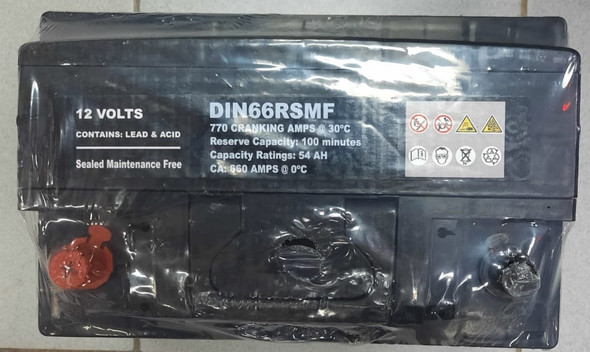 12 VOLTS
CONTAINS: LEAD & ACID
Sealed Maintenance Free
DIN66RSMF
770 CRANKING AMPS @ 30°C
Reserve Capacity: 100 minutes
Capacity Ratings: 54 AH
CA: 660 AMPS @ 0°C